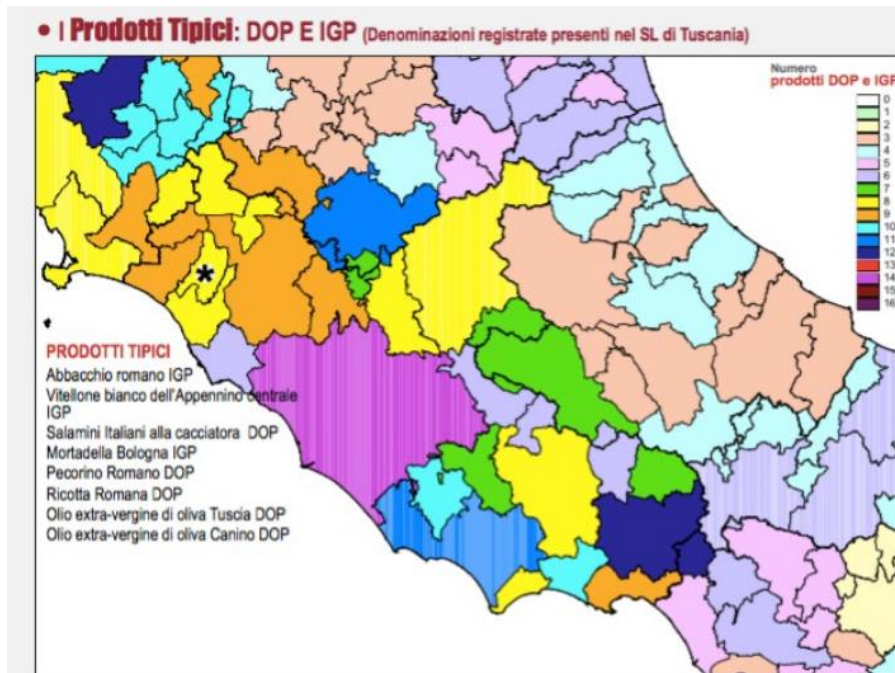 • I Prodotti Tipici: DOP E IGP (Denominazioni registrate presenti nel SL di Tuscania)
Numero
prodotti DOP e IGP
0
1
2
3
4
5
6
7
8
9
10
11
12
13
14
15
16
*
PRODOTTI TIPICI
Abbacchio romano IGP
Vitellone bianco dell'Appennino centrale
IGP
Salamini Italiani alla cacciatora DOP
Mortadella Bologna IGP
Pecorino Romano DOP
Ricotta Romana DOP
Olio extra-vergine di oliva Tuscia DOP
Olio extra-vergine di oliva Canino DOP